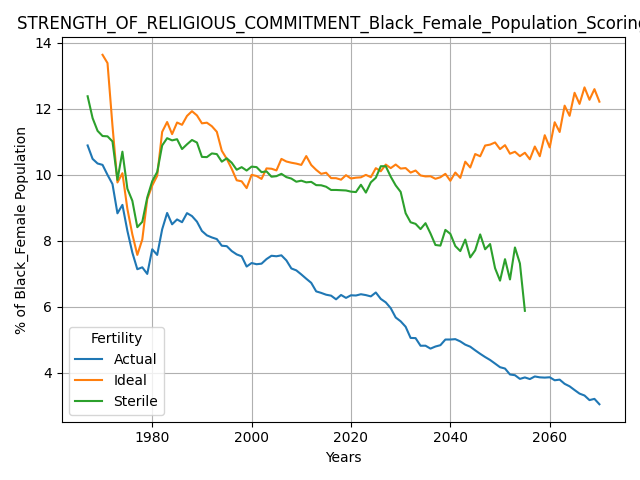 STRENGTH_OF_RELIGIOUS_COMMITMENT_Black_Female_Population_Scoring
14
12
10
8
6
4
% of Black_Female Population
Fertility
Actual
Ideal
Sterile
1980
2000
2020
2040
2060
Years